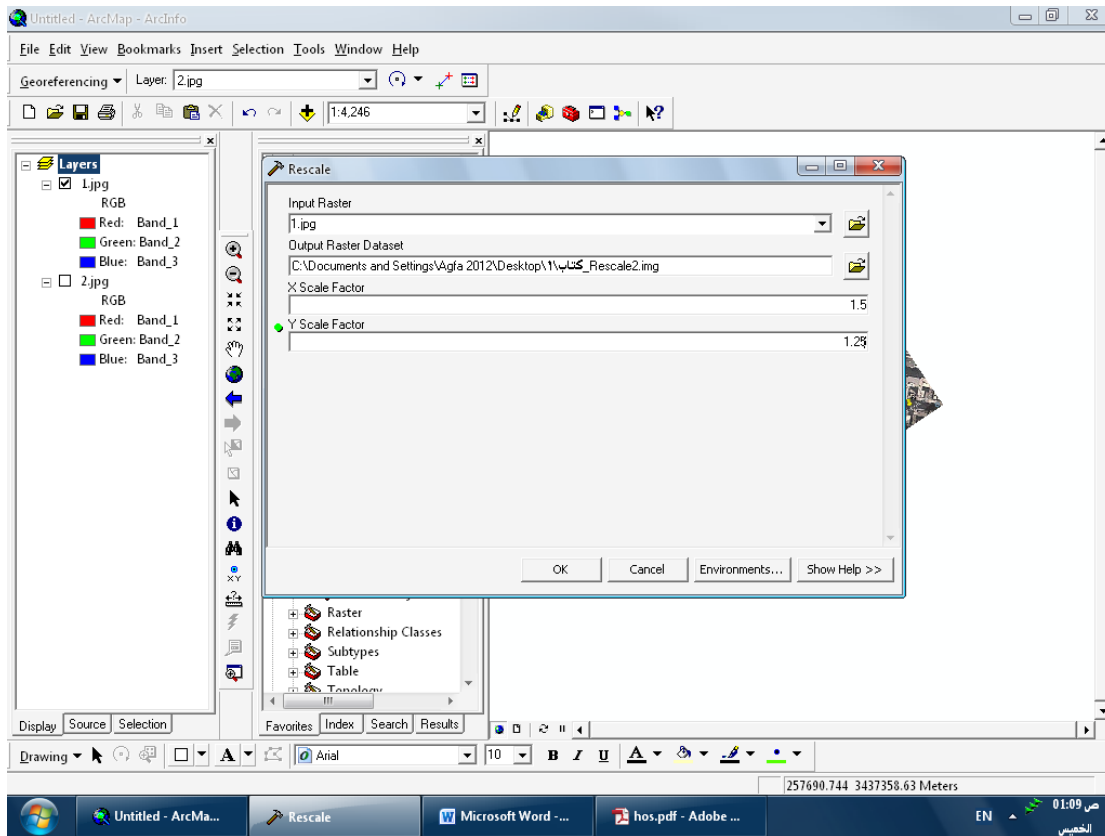 Untitled - ArcMap - ArcInfo
File Edit View Bookmarks Insert Selection Tools Window Help
Georeferencing Layer: 2.jpg
1:4,246
Layers
1.jpg
RGB
Red: Band_1
Green: Band_2
Blue: Band_3
2.jpg
RGB
Red: Band_1
Green: Band_2
Blue: Band_3
Display Source Selection
XY
Rescale
Input Raster
1.jpg
Output Raster Dataset
C:\Documents and Settings\Agfa 2012\Desktop\كتاب\١_Rescale2.img
X Scale Factor
1.5
Y Scale Factor
1.25
OK Cancel Environments... Show Help >>
Raster
Relationship Classes
Subtypes
Table
Topology
Favorites Index Search Results
Drawing A Arial 10 B I U A
257690.744 3437358.63 Meters
Untitled - ArcMa... Rescale Microsoft Word -... hos.pdf - Adobe ... EN 01:09 ص
الخميس